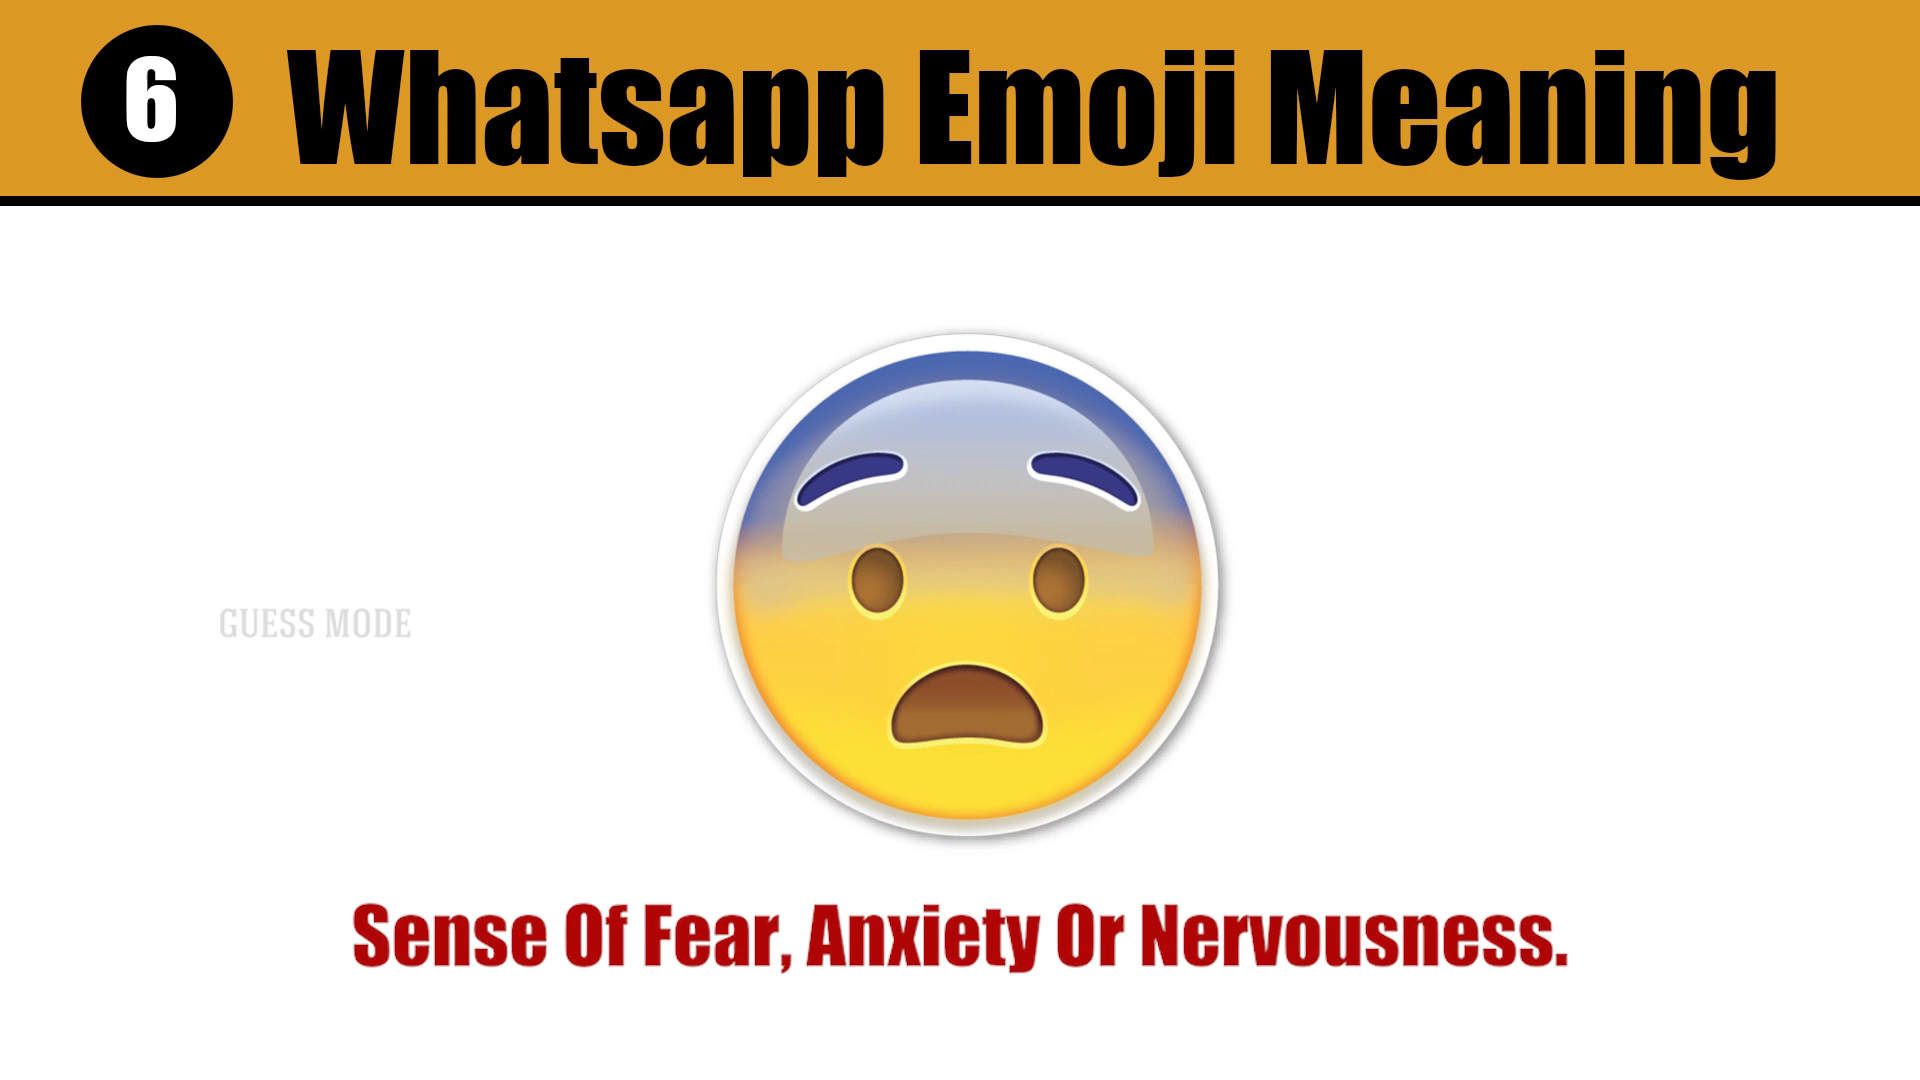 6 Whatsapp Emoji Meaning
GUESS MODE
Sense Of Fear, Anxiety Or Nervousness.